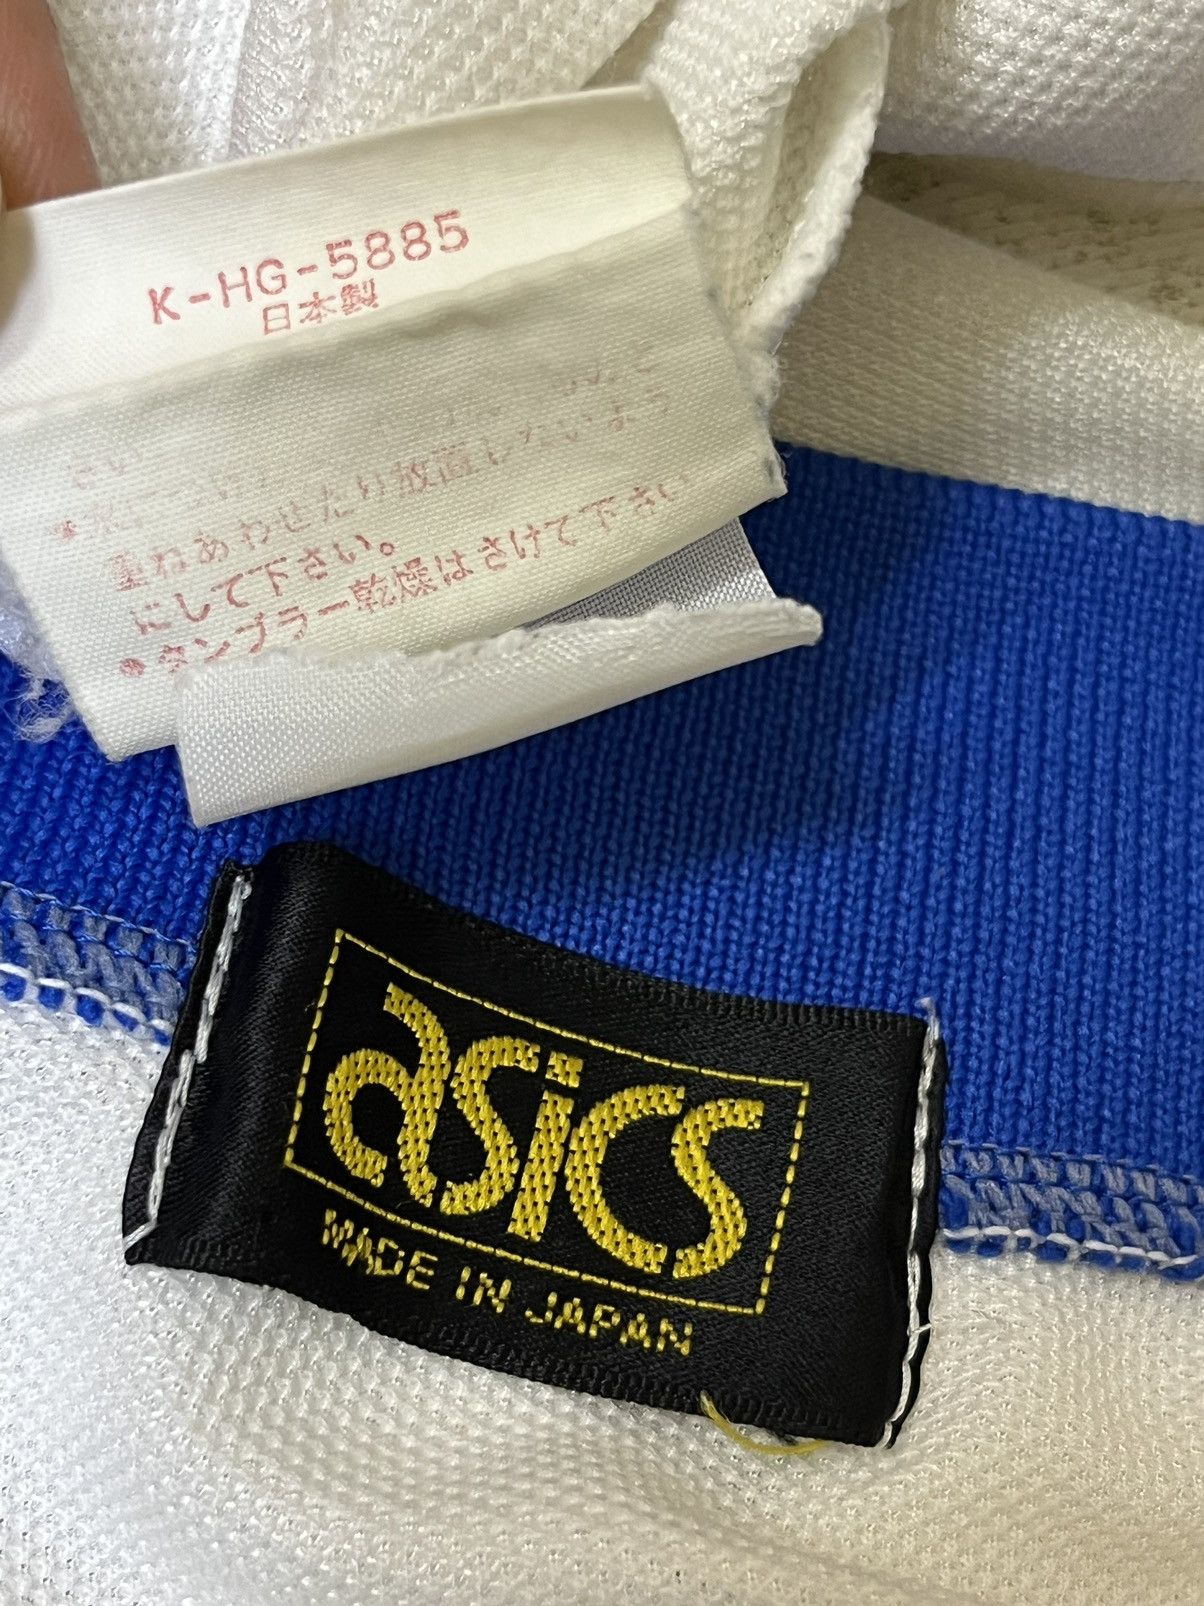 K-HG-5885
日本製
さい
たり放置しないよう
重ねあわせ
にして下さい。
● タンブラー乾燥はさけて下さい
asics
MADE IN JAPAN